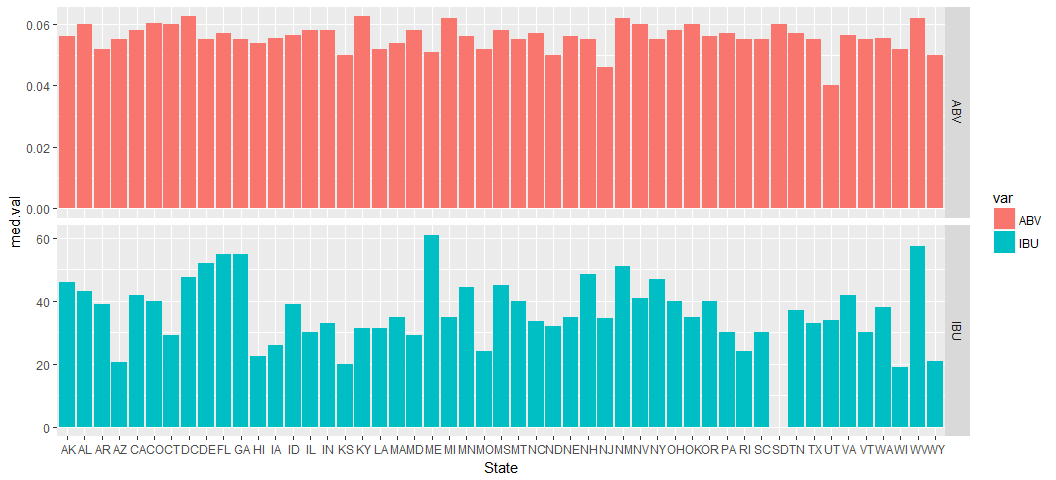 0.06
0.04
0.02
0.00
ABV
med.val
60
40
20
0
IBU
AK AL AR AZ CA CO CT DC DE FL GA HI IA ID IL IN KS KY LA MA MD ME MI MN MO MS MT NC ND NE NH NJ NM NV NY OH OK OR PA RI SC SD TN TX UT VA VT WA WI WV WY
State
var
ABV
IBU